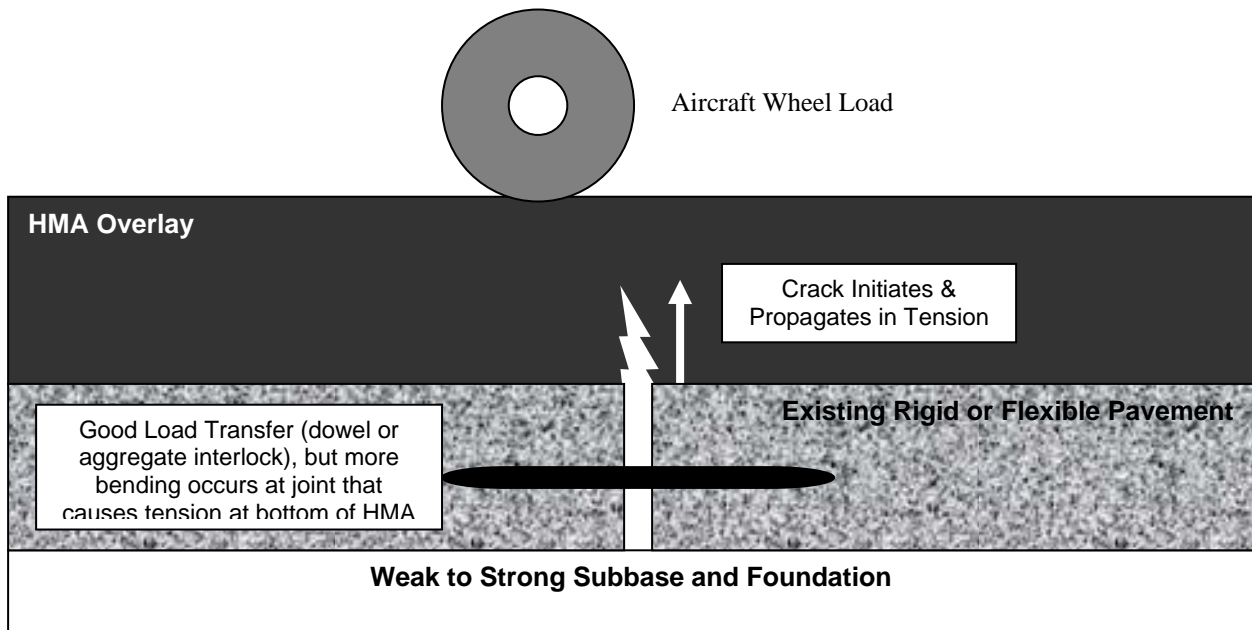 Aircraft Wheel Load
HMA Overlay
Crack Initiates &
Propagates in Tension
Existing Rigid or Flexible Pavement
Good Load Transfer (dowel or
aggregate interlock), but more
bending occurs at joint that
causes tension at bottom of HMA
Weak to Strong Subbase and Foundation